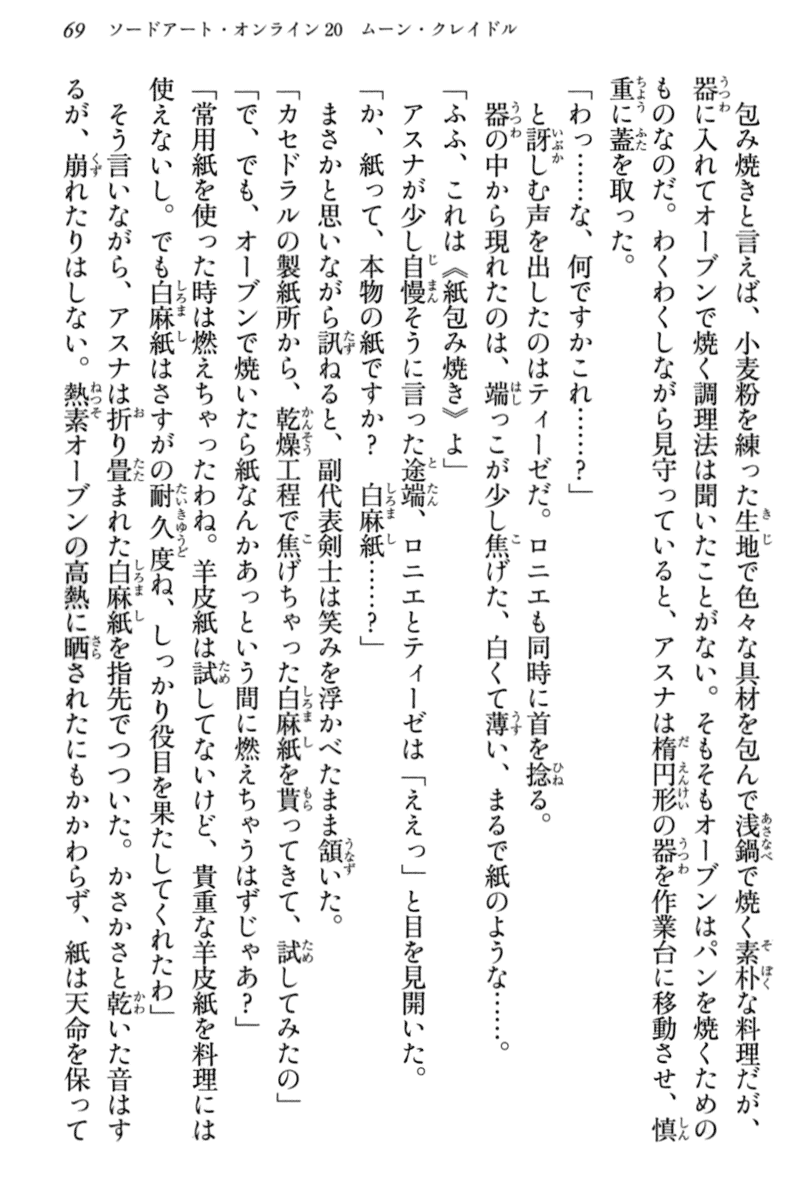 69　ソードアート・オンライン20　ムーン・クレイドル
　包み焼きと言えば、小麦粉を練った生地で色々な具材を包んで浅鍋で焼く素朴な料理だが、
器に入れてオーブンで焼く調理法は聞いたことがない。そもそもオーブンはパンを焼くための
ものなのだ。わくわくしながら見守っていると、アスナは楕円形の器を作業台に移動させ、慎
重に蓋を取った。
「わっ……な、何ですかこれ……？」
　と訝しむ声を出したのはティーゼだ。ロニエも同時に首を捻る。
　器の中から現れたのは、端っこが少し焦げた、白くて薄い、まるで紙のような……。
「ふふ、これは《紙包み焼き》よ」
　アスナが少し自慢そうに言った途端、ロニエとティーゼは「ええっ」と目を見開いた。
「か、紙って、本物の紙ですか？　白麻紙……？」
　まさかと思いながら訊ねると、副代表剣士は笑みを浮かべたまま頷いた。
「カセドラルの製紙所から、乾燥工程で焦げちゃった白麻紙を貰ってきて、試してみたの」
「で、でも、オーブンで焼いたら紙なんかあっという間に燃えちゃうはずじゃあ？」
「常用紙を使った時は燃えちゃったわね。羊皮紙は試してないけど、貴重な羊皮紙を料理には
使えないし。でも白麻紙はさすがの耐久度ね、しっかり役目を果たしてくれたわ」
　そう言いながら、アスナは折り畳まれた白麻紙を指先でつついた。かさかさと乾いた音はす
るが、崩れたりはしない。熱素オーブンの高熱に晒されたにもかかわらず、紙は天命を保って